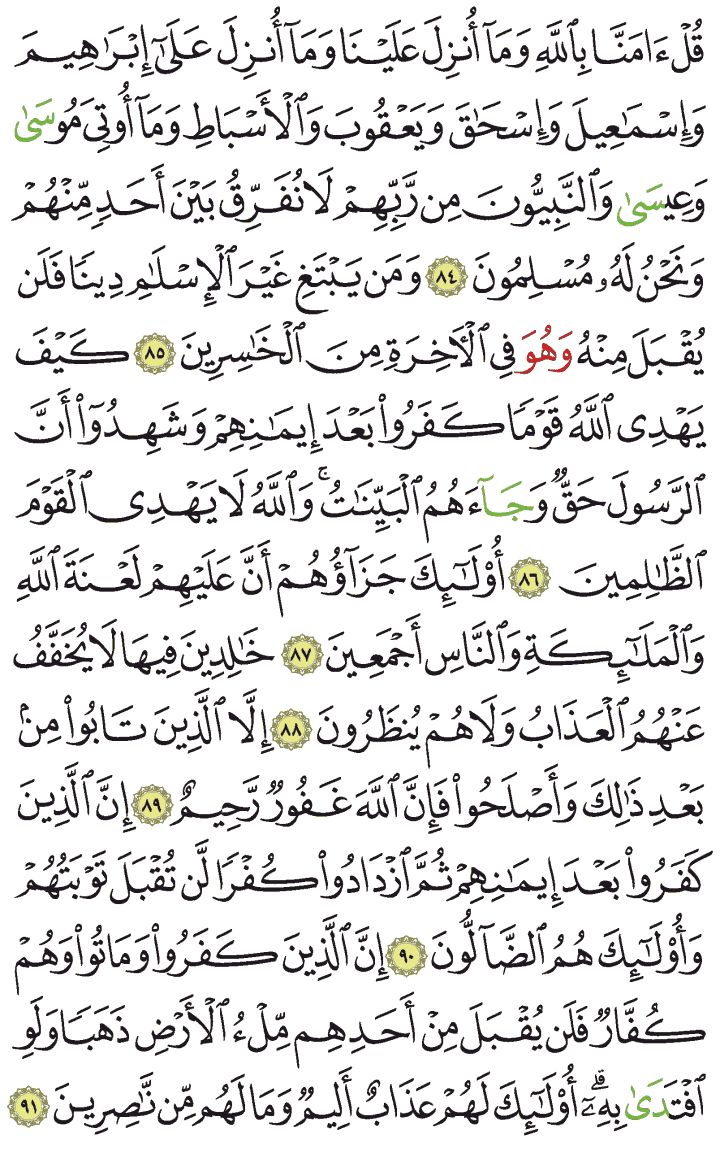 قُلۡ ءَامَنَّا بِٱللَّهِ وَمَآ أُنزِلَ عَلَيۡنَا وَمَآ أُنزِلَ عَلَىٰٓ إِبۡرَٰهِيمَ
وَإِسۡمَٰعِيلَ وَإِسۡحَٰقَ وَيَعۡقُوبَ وَٱلۡأَسۡبَاطِ وَمَآ أُوتِيَ مُوسَىٰ
وَعِيسَىٰ وَٱلنَّبِيُّونَ مِن رَّبِّهِمۡ لَا نُفَرِّقُ بَيۡنَ أَحَدٖ مِّنۡهُمۡ
وَنَحۡنُ لَهُۥ مُسۡلِمُونَ ٨٤ وَمَن يَبۡتَغِ غَيۡرَ ٱلۡإِسۡلَٰمِ دِينٗا فَلَن
يُقۡبَلَ مِنۡهُ وَهُوَ فِي ٱلۡأٓخِرَةِ مِنَ ٱلۡخَٰسِرِينَ ٨٥ كَيۡفَ
يَهۡدِي ٱللَّهُ قَوۡمٗا كَفَرُواْ بَعۡدَ إِيمَٰنِهِمۡ وَشَهِدُوٓاْ أَنَّ
ٱلرَّسُولَ حَقّٞ وَجَآءَهُمُ ٱلۡبَيِّنَٰتُۚ وَٱللَّهُ لَا يَهۡدِي ٱلۡقَوۡمَ
ٱلظَّٰلِمِينَ ٨٦ أُوْلَٰٓئِكَ جَزَآؤُهُمۡ أَنَّ عَلَيۡهِمۡ لَعۡنَةَ ٱللَّهِ
وَٱلۡمَلَٰٓئِكَةِ وَٱلنَّاسِ أَجۡمَعِينَ ٨٧ خَٰلِدِينَ فِيهَا لَا يُخَفَّفُ
عَنۡهُمُ ٱلۡعَذَابُ وَلَا هُمۡ يُنظَرُونَ ٨٨ إِلَّا ٱلَّذِينَ تَابُواْ مِنۢ
بَعۡدِ ذَٰلِكَ وَأَصۡلَحُواْ فَإِنَّ ٱللَّهَ غَفُورٞ رَّحِيمٌ ٨٩ إِنَّ ٱلَّذِينَ
كَفَرُواْ بَعۡدَ إِيمَٰنِهِمۡ ثُمَّ ٱزۡدَادُواْ كُفۡرٗا لَّن تُقۡبَلَ تَوۡبَتُهُمۡ
وَأُوْلَٰٓئِكَ هُمُ ٱلضَّآلُّونَ ٩٠ إِنَّ ٱلَّذِينَ كَفَرُواْ وَمَاتُواْ وَهُمۡ
كُفَّارٞ فَلَن يُقۡبَلَ مِنۡ أَحَدِهِم مِّلۡءُ ٱلۡأَرۡضِ ذَهَبٗا وَلَوِ
ٱفۡتَدَىٰ بِهِۦٓۗ أُوْلَٰٓئِكَ لَهُمۡ عَذَابٌ أَلِيمٞ وَمَا لَهُم مِّن نَّٰصِرِينَ ٩١